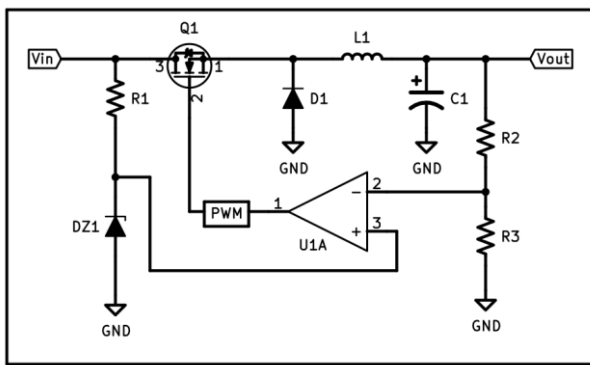 Q1
Vin
3
1
2
L1
Vout
R1
D1
+
C1
GND
GND
R2
DZ1
PWM
1
-
2
+
3
U1A
R3
GND
GND